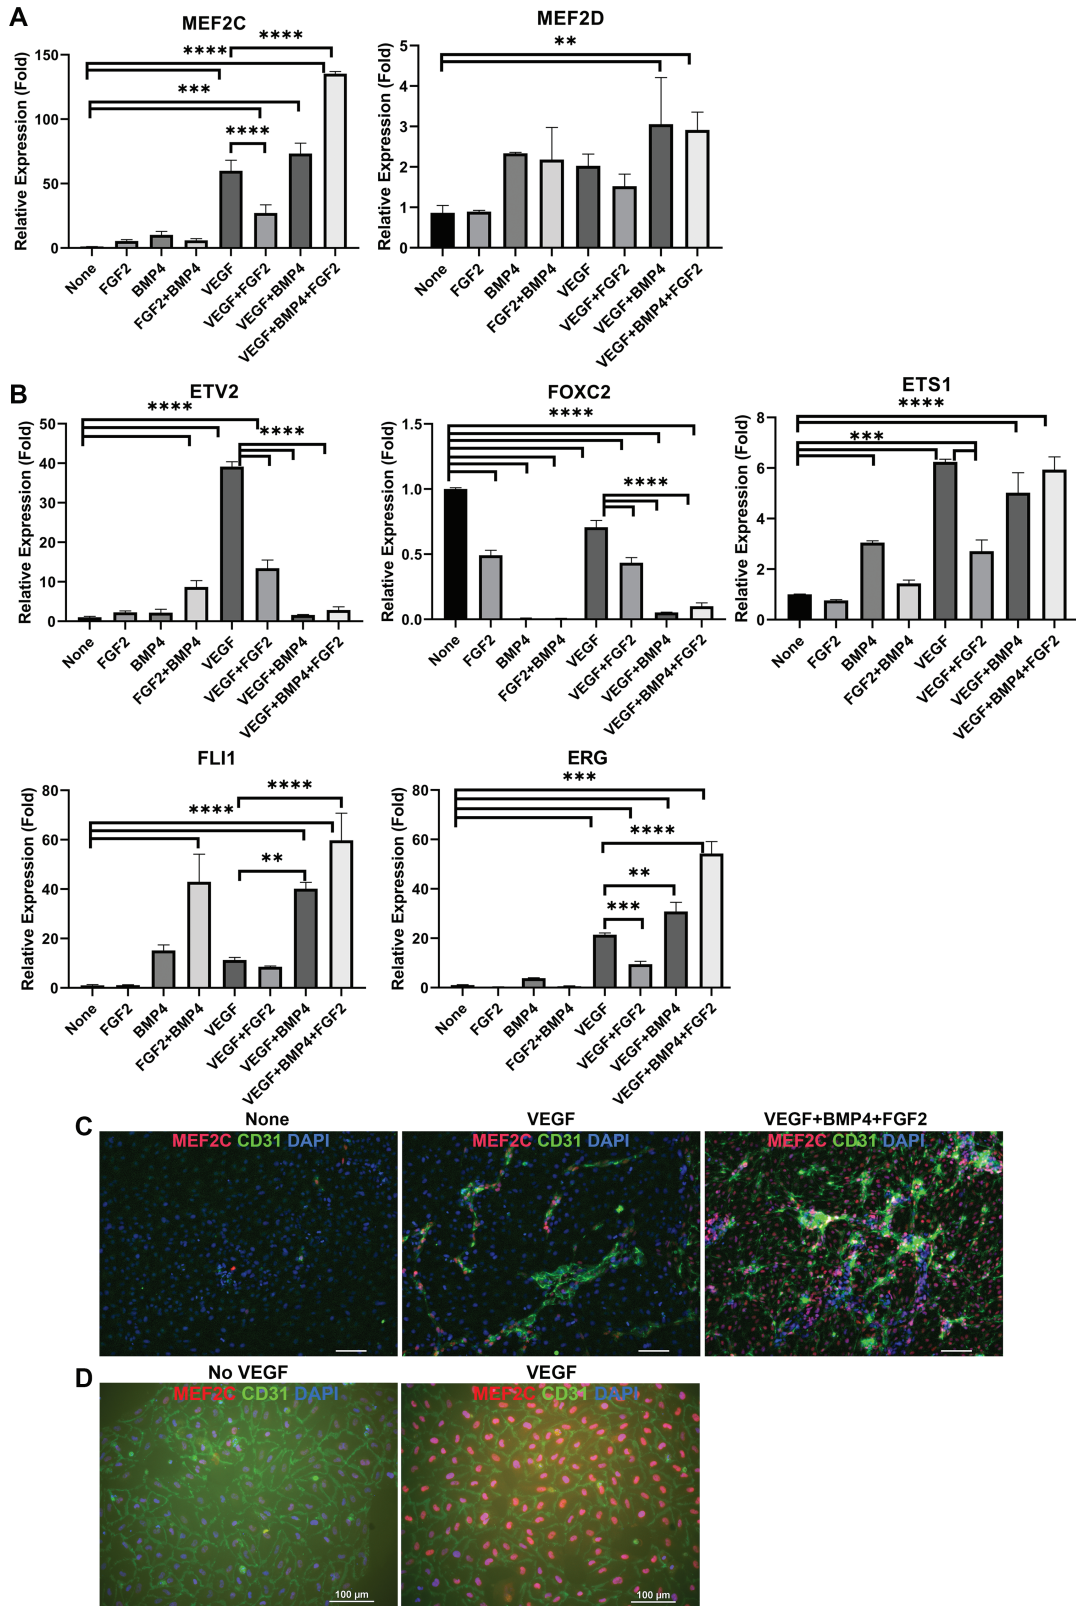 A
MEF2C
Relative Expression (Fold)
150
100
50
0
****
****
***
****
None
FGF2
BMP4
FGF2+BMP4
VEGF
VEGF+FGF2
VEGF+BMP4
VEGF+BMP4+FGF2
MEF2D
Relative Expression (Fold)
5
4
3
2
1
0
**
None
FGF2
BMP4
FGF2+BMP4
VEGF
VEGF+FGF2
VEGF+BMP4
VEGF+BMP4+FGF2
B
ETV2
Relative Expression (Fold)
50
40
30
20
10
0
****
****
None
FGF2
BMP4
FGF2+BMP4
VEGF
VEGF+FGF2
VEGF+BMP4
VEGF+BMP4+FGF2
FOXC2
Relative Expression (Fold)
1.5
1.0
0.5
0.0
****
****
None
FGF2
BMP4
FGF2+BMP4
VEGF
VEGF+FGF2
VEGF+BMP4
VEGF+BMP4+FGF2
ETS1
Relative Expression (Fold)
8
6
4
2
0
****
***
None
FGF2
BMP4
FGF2+BMP4
VEGF
VEGF+FGF2
VEGF+BMP4
VEGF+BMP4+FGF2
FLI1
Relative Expression (Fold)
80
60
40
20
0
****
****
**
None
FGF2
BMP4
FGF2+BMP4
VEGF
VEGF+FGF2
VEGF+BMP4
VEGF+BMP4+FGF2
ERG
Relative Expression (Fold)
80
60
40
20
0
***
****
**
***
None
FGF2
BMP4
FGF2+BMP4
VEGF
VEGF+FGF2
VEGF+BMP4
VEGF+BMP4+FGF2
C
None
MEF2C CD31 DAPI
VEGF
MEF2C CD31 DAPI
VEGF+BMP4+FGF2
MEF2C CD31 DAPI
D
No VEGF
MEF2C CD31 DAPI
100 µm
VEGF
MEF2C CD31 DAPI
100 µm